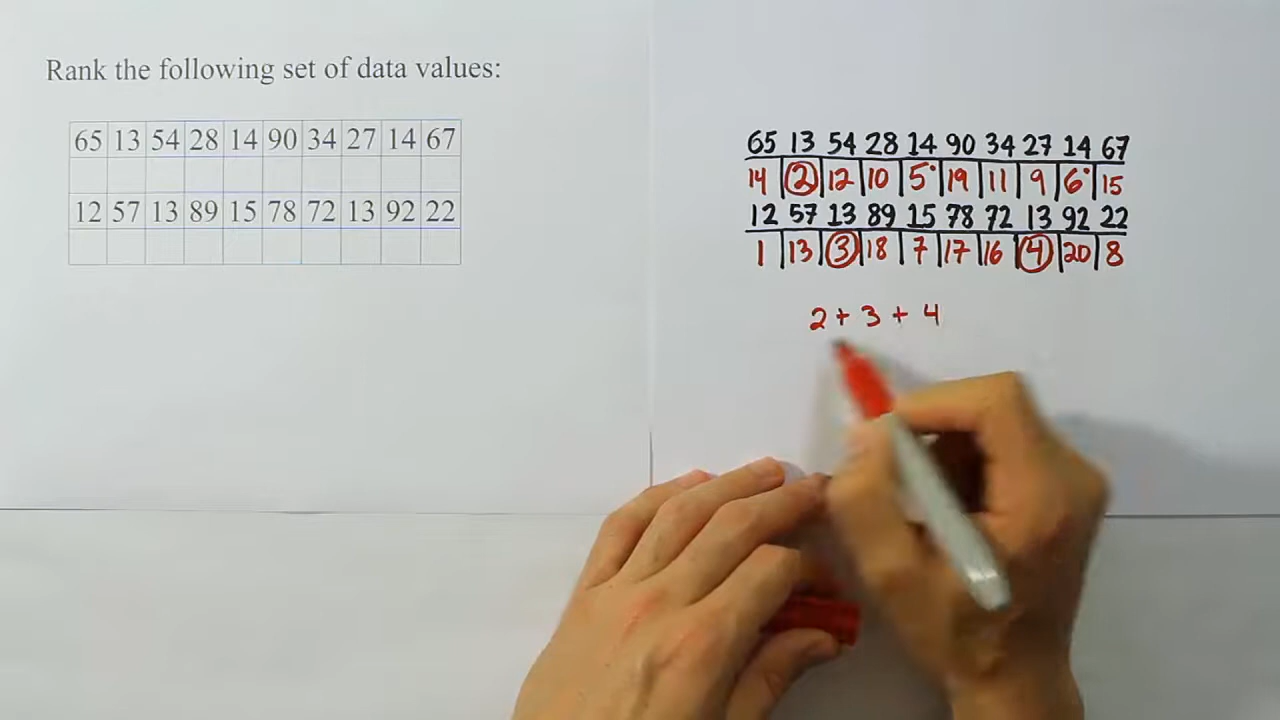 Rank the following set of data values:
65 13 54 28 14 90 34 27 14 67
12 57 13 89 15 78 72 13 92 22
65 13 54 28 14 90 34 27 14 67
14 2 12 10 5 19 11 9 6 15
12 57 13 89 15 78 72 13 92 22
1 13 3 18 7 17 16 4 20 8
2 + 3 + 4